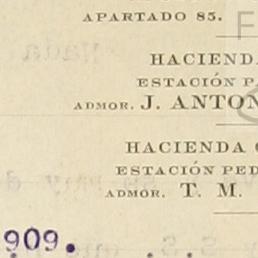 APARTADO 85.
HACIENDA
ESTACIÓN P
ADMOR. J. ANTON
HACIENDA
ESTACIÓN PED
ADMOR. T. M.
909.